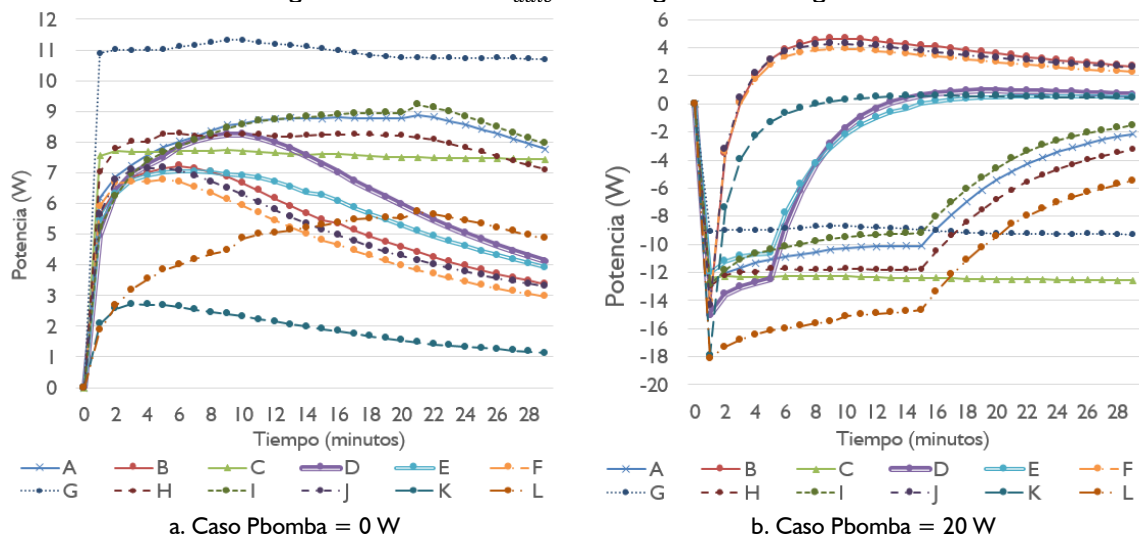 12
11
10
9
8
7
6
5
4
3
2
1
0
Potencia (W)
0 2 4 6 8 10 12 14 16 18 20 22 24 26 28
Tiempo (minutos)
A B C D E F
G H I J K L
a. Caso Pbomba = 0 W
6
4
2
0
-2
-4
-6
-8
-10
-12
-14
-16
-18
-20
Potencia (W)
0 2 4 6 8 10 12 14 16 18 20 22 24 26 28
Tiempo (minutos)
A B C D E F
G H I J K L
b. Caso Pbomba = 20 W